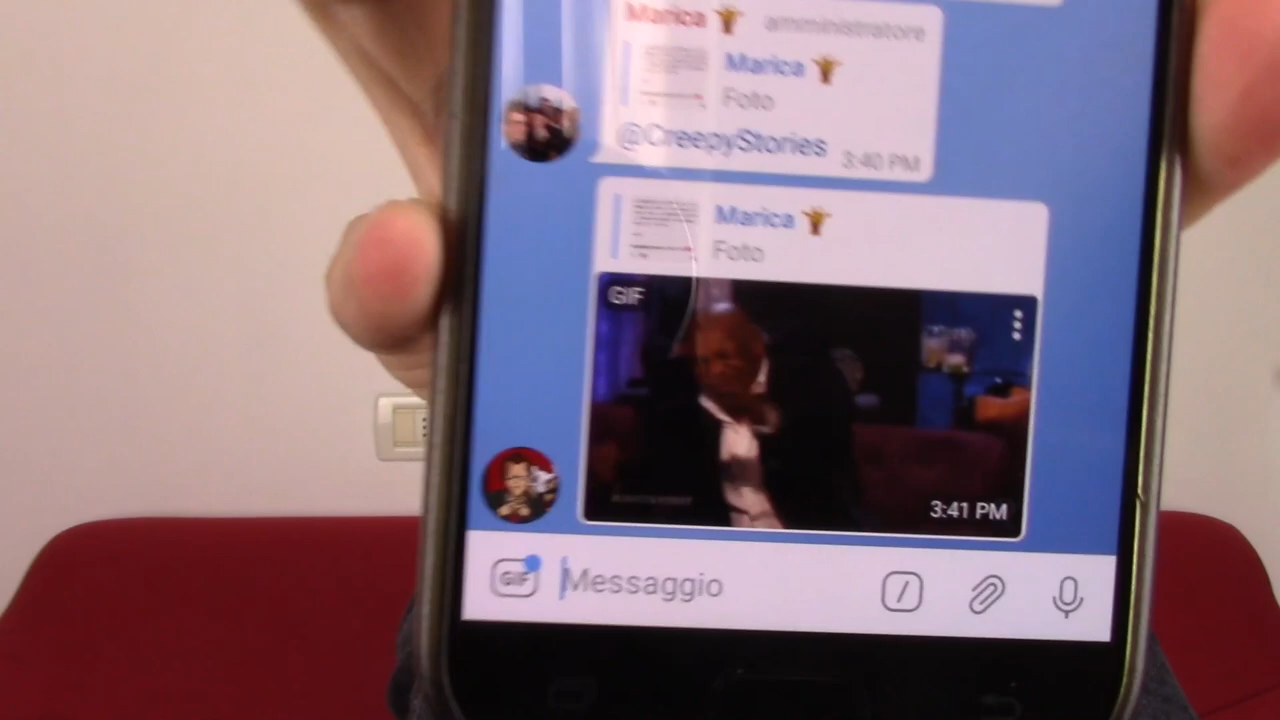 Marica amministratore
Marica
Foto
@CreepyStories
3:40 PM
Marica
Foto
GIF
3:41 PM
GIF Messaggio